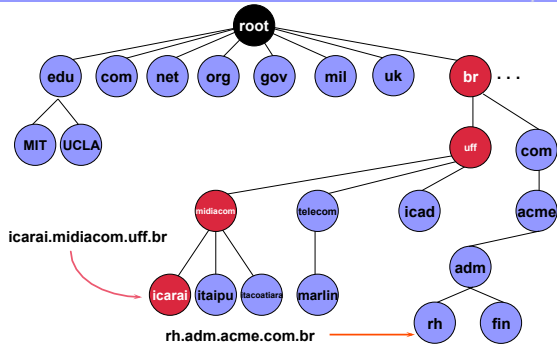 root
edu com net org gov mil uk br ...
MIT UCLA uff com
midiacom telecom icad acme
icarai.midiacom.uff.br
adm
icarai itaipu itacoatiara marlin
rh fin
rh.adm.acme.com.br